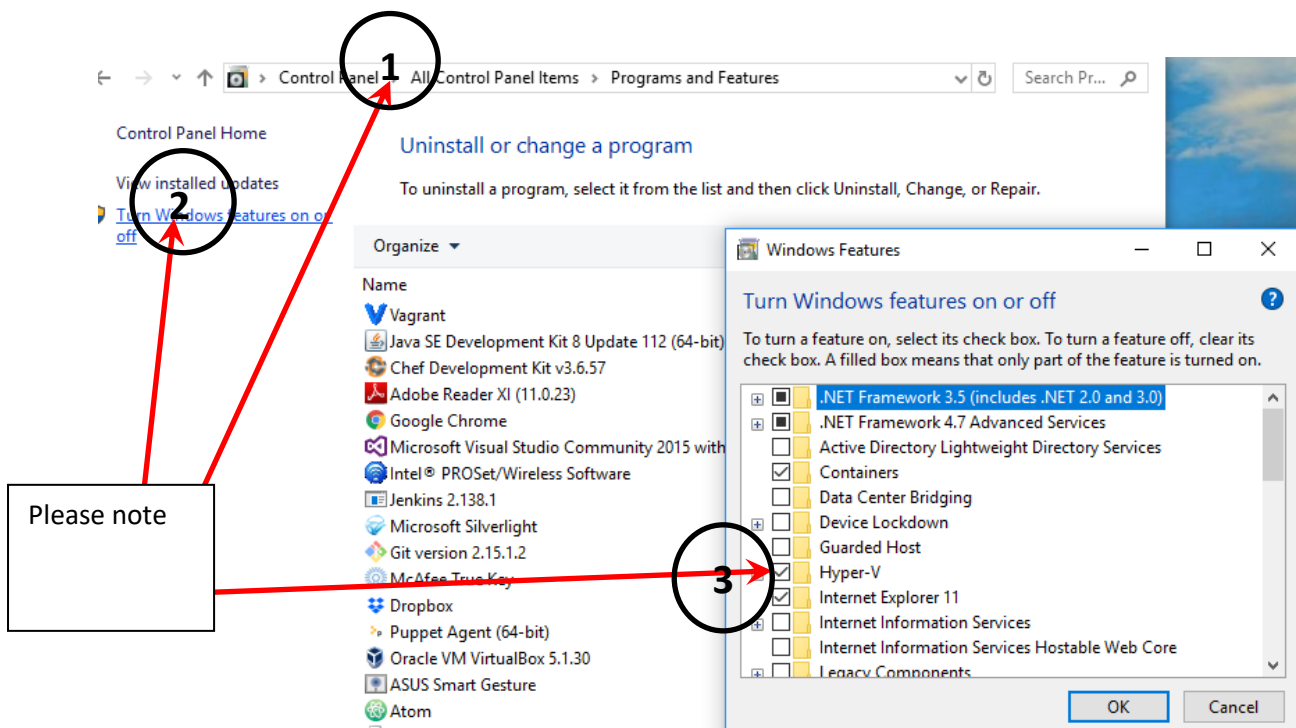 1
Control Panel > All Control Panel Items > Programs and Features
Search Pr...
Control Panel Home
View installed updates
2
Turn Windows features on or
off
Uninstall or change a program
To uninstall a program, select it from the list and then click Uninstall, Change, or Repair.
Organize
Name
Vagrant
Java SE Development Kit 8 Update 112 (64-bit)
Chef Development Kit v3.6.57
Adobe Reader XI (11.0.23)
Google Chrome
Microsoft Visual Studio Community 2015 with
Intel® PROSet/Wireless Software
Jenkins 2.138.1
Microsoft Silverlight
Git version 2.15.1.2
McAfee True Key
Dropbox
Puppet Agent (64-bit)
Oracle VM VirtualBox 5.1.30
ASUS Smart Gesture
Atom
Please note
3
Windows Features
Turn Windows features on or off
To turn a feature on, select its check box. To turn a feature off, clear its
check box. A filled box means that only part of the feature is turned on.
.NET Framework 3.5 (includes .NET 2.0 and 3.0)
.NET Framework 4.7 Advanced Services
Active Directory Lightweight Directory Services
Containers
Data Center Bridging
Device Lockdown
Guarded Host
Hyper-V
Internet Explorer 11
Internet Information Services
Internet Information Services Hostable Web Core
Legacy Components
OK
Cancel